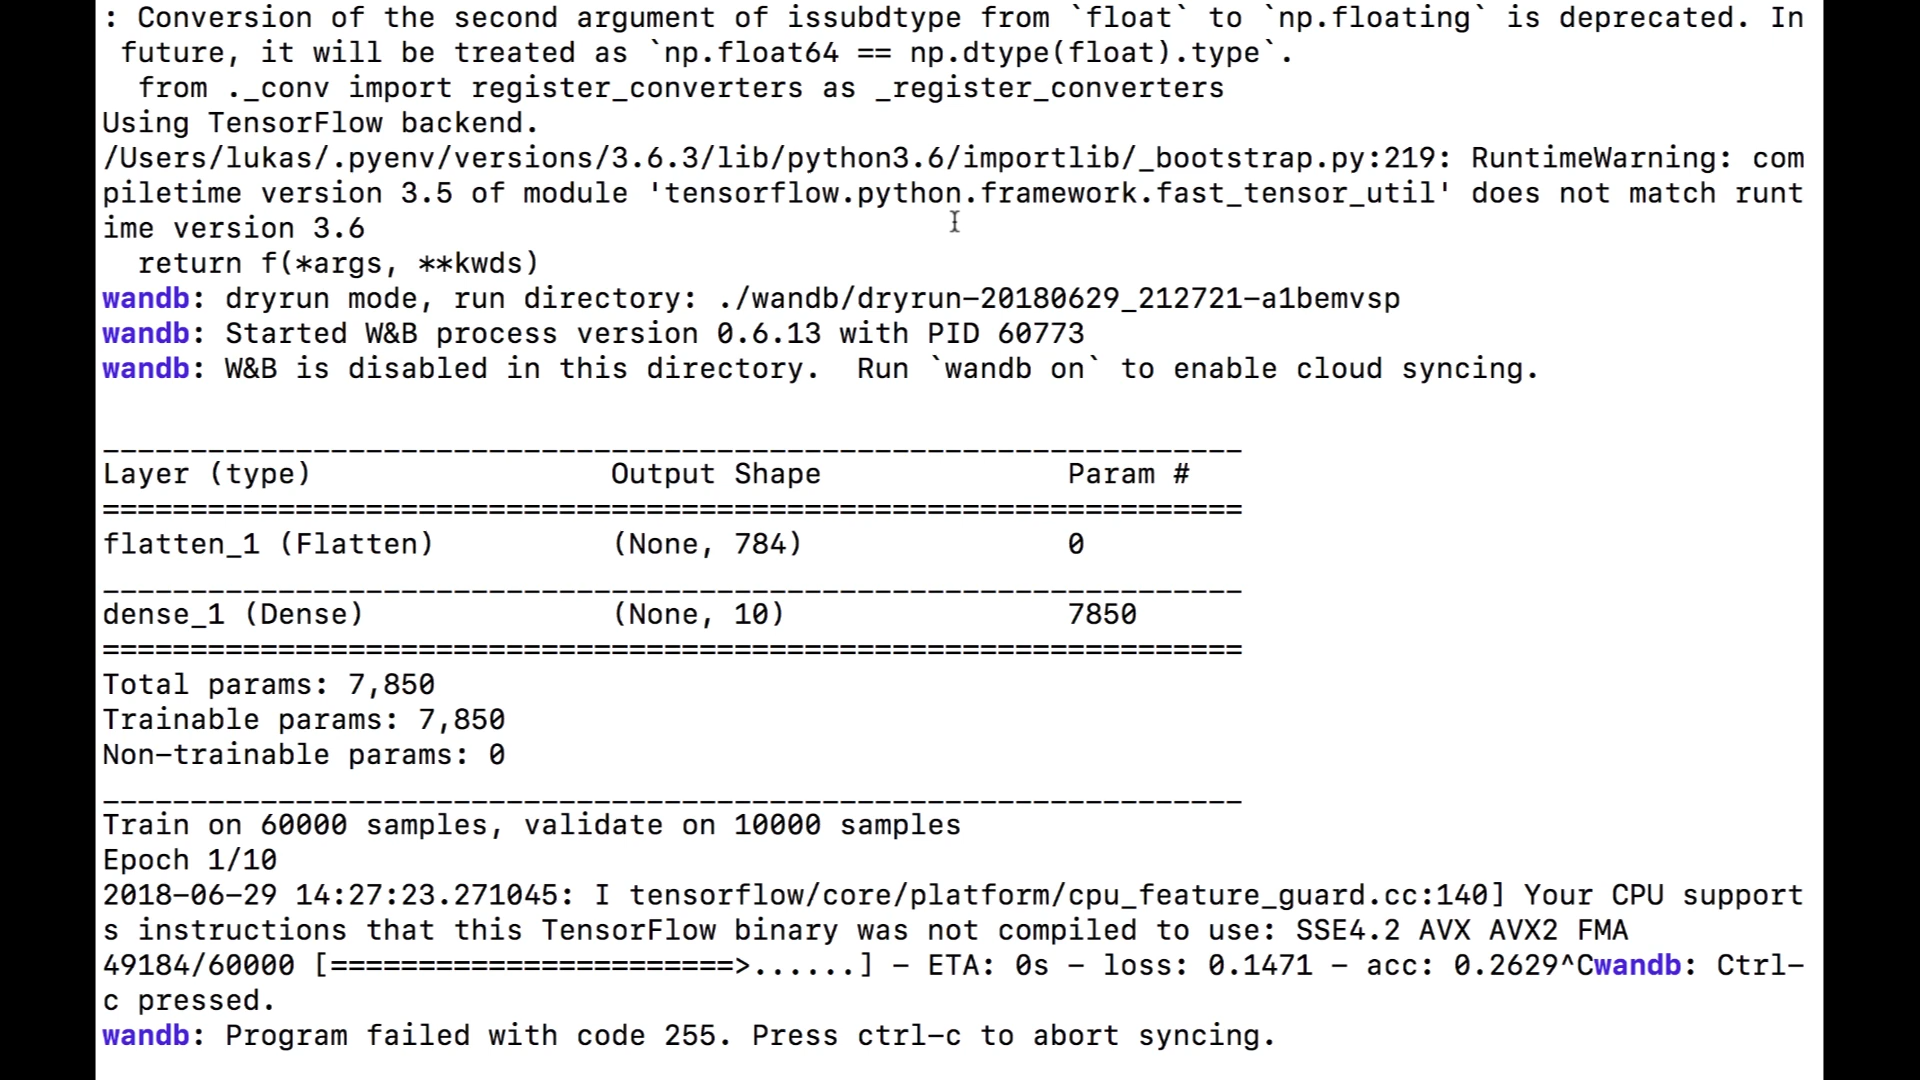 : Conversion of the second argument of issubdtype from `float` to `np.floating` is deprecated. In
 future, it will be treated as `np.float64 == np.dtype(float).type`.
  from ._conv import register_converters as _register_converters
Using TensorFlow backend.
/Users/lukas/.pyenv/versions/3.6.3/lib/python3.6/importlib/_bootstrap.py:219: RuntimeWarning: com
piletime version 3.5 of module 'tensorflow.python.framework.fast_tensor_util' does not match runt
ime version 3.6
  return f(*args, **kwds)
wandb: dryrun mode, run directory: ./wandb/dryrun-20180629_212721-a1bemvsp
wandb: Started W&B process version 0.6.13 with PID 60773
wandb: W&B is disabled in this directory.  Run `wandb on` to enable cloud syncing.
_________________________________________________________________
Layer (type)                 Output Shape              Param #
=================================================================
flatten_1 (Flatten)          (None, 784)               0
_________________________________________________________________
dense_1 (Dense)              (None, 10)                7850
=================================================================
Total params: 7,850
Trainable params: 7,850
Non-trainable params: 0
_________________________________________________________________
Train on 60000 samples, validate on 10000 samples
Epoch 1/10
2018-06-29 14:27:23.271045: I tensorflow/core/platform/cpu_feature_guard.cc:140] Your CPU support
s instructions that this TensorFlow binary was not compiled to use: SSE4.2 AVX AVX2 FMA
49184/60000 [=======================>......] - ETA: 0s - loss: 0.1471 - acc: 0.2629^Cwandb: Ctrl-
c pressed.
wandb: Program failed with code 255. Press ctrl-c to abort syncing.